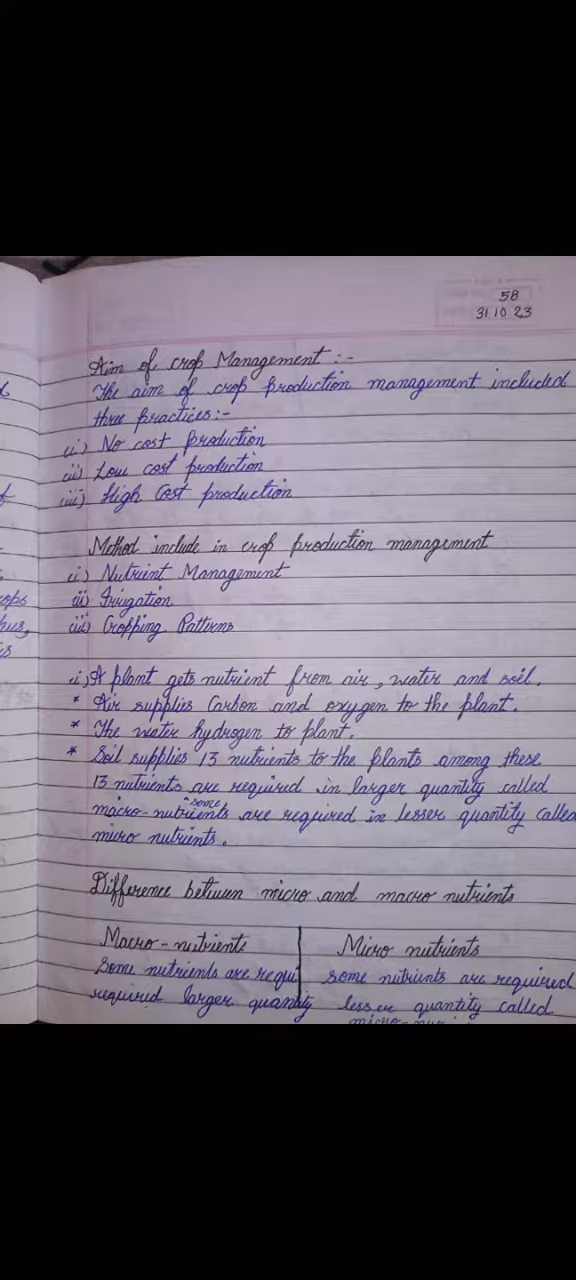 58
31 10 23
Aim of crop Management :-
The aim of crop production management included
three practices:-
(i) No cost production
(ii) Low cost production
(iii) High Cost production
Method include in crop production management
(i) Nutrient Management
(ii) Irrigation
(iii) Cropping Patterns
(i) A plant gets nutrient from air, water and soil.
* Air supplies Carbon and oxygen to the plant.
* The water hydrogen to plant.
* Soil supplies 13 nutrients to the plants among these
13 nutrients are required in larger quantity called
macro-nutrients some are required in lesser quantity called
micro nutrients.
Difference between micro and macro nutrients
Macro-nutrients
Some nutrients are requi
required larger quantity
Micro nutrients
some nutrients are required
lesser quantity called